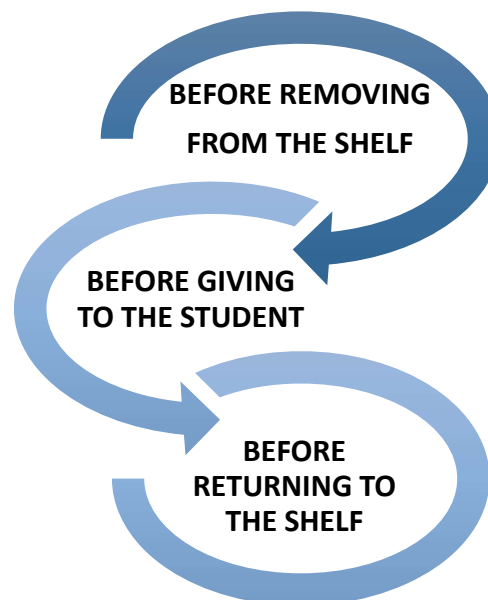 BEFORE REMOVING
FROM THE SHELF
BEFORE GIVING
TO THE STUDENT
BEFORE
RETURNING TO
THE SHELF